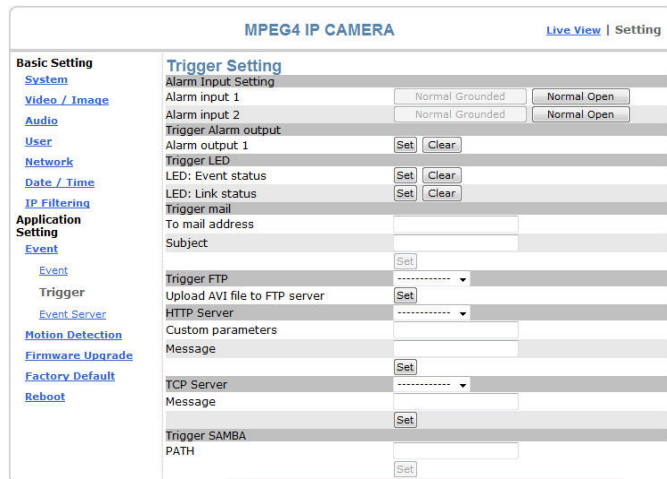 MPEG4 IP CAMERA
Live View | Setting
Basic Setting
System
Video / Image
Audio
User
Network
Date / Time
IP Filtering
Application
Setting
Event
Event
Trigger
Event Server
Motion Detection
Firmware Upgrade
Factory Default
Reboot
Trigger Setting
Alarm Input Setting
Alarm input 1 Normal Grounded Normal Open
Alarm input 2 Normal Grounded Normal Open
Trigger Alarm output
Alarm output 1 Set Clear
Trigger LED
LED: Event status Set Clear
LED: Link status Set Clear
Trigger mail
To mail address
Subject
Set
Trigger FTP ------------
Upload AVI file to FTP server Set
HTTP Server ------------
Custom parameters
Message
Set
TCP Server ------------
Message
Set
Trigger SAMBA
PATH
Set